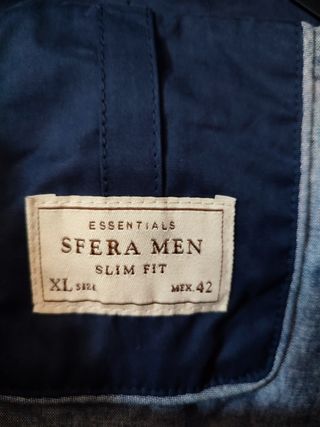 ESSENTIALS
SFERA MEN
SLIM FIT
XL SIZE MEX. 42